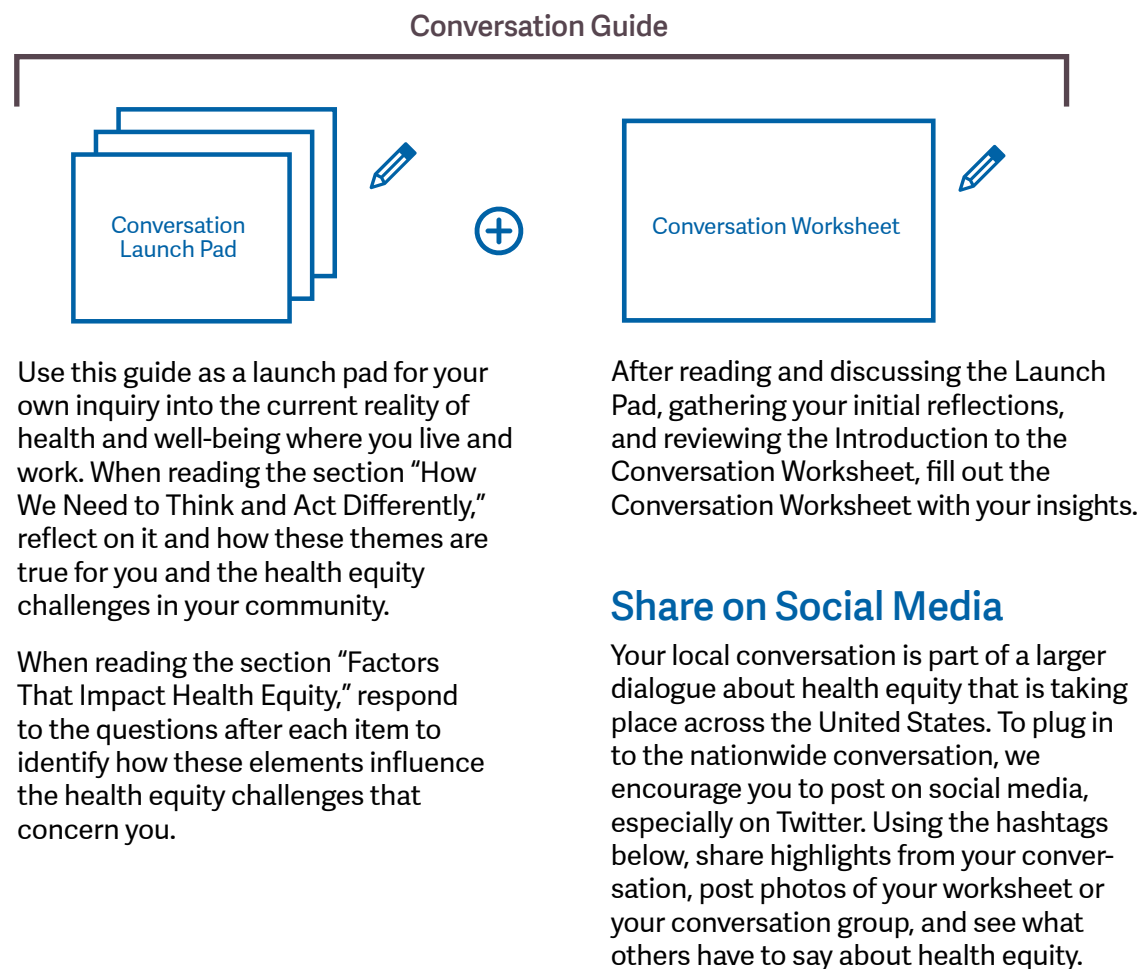 Conversation Guide
Conversation
Launch Pad
Conversation Worksheet
Use this guide as a launch pad for your
own inquiry into the current reality of
health and well-being where you live and
work. When reading the section “How
We Need to Think and Act Differently,”
reflect on it and how these themes are
true for you and the health equity
challenges in your community.
When reading the section “Factors
That Impact Health Equity,” respond
to the questions after each item to
identify how these elements influence
the health equity challenges that
concern you.
After reading and discussing the Launch
Pad, gathering your initial reflections,
and reviewing the Introduction to the
Conversation Worksheet, fill out the
Conversation Worksheet with your insights.
Share on Social Media
Your local conversation is part of a larger
dialogue about health equity that is taking
place across the United States. To plug in
to the nationwide conversation, we
encourage you to post on social media,
especially on Twitter. Using the hashtags
below, share highlights from your conver-
sation, post photos of your worksheet or
your conversation group, and see what
others have to say about health equity.